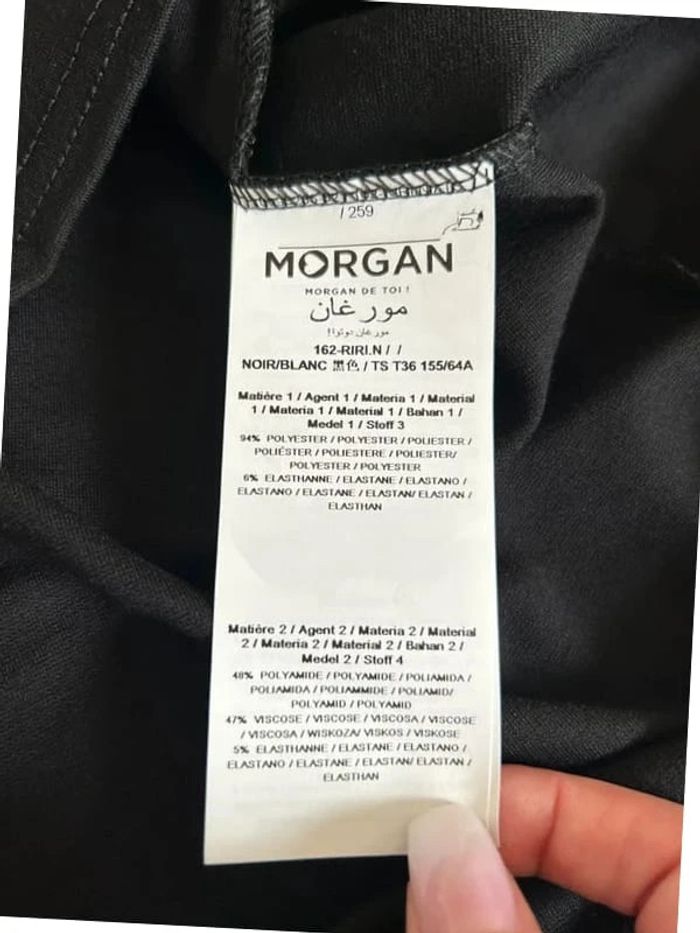 / 259
MORGAN
MORGAN DE TOI !
مورغان
مورغان دوتوا!
162-RIRI.N / /
NOIR/BLANC 黑色 / TS T36 155/64A
Matière 1 / Agent 1 / Materia 1 / Material
1 / Materia 1 / Material 1 / Bahan 1 /
Medel 1 / Stoff 3
94% POLYESTER / POLYESTER / POLIESTER /
POLIÉSTER / POLIESTERE / POLIESTER/
POLYESTER / POLYESTER
6% ELASTHANNE / ELASTANE / ELASTANO /
ELASTANO / ELASTANE / ELASTAN/ ELASTAN /
ELASTHAN
Matière 2 / Agent 2 / Materia 2 / Material
2 / Materia 2 / Material 2 / Bahan 2 /
Medel 2 / Stoff 4
48% POLYAMIDE / POLYAMIDE / POLIAMIDA /
POLIAMIDA / POLIAMMIDE / POLIAMID/
POLYAMID / POLYAMID
47% VISCOSE / VISCOSE / VISCOSA / VISCOSE
/ VISCOSA / WISKOZA/ VISKOS / VISKOSE
5% ELASTHANNE / ELASTANE / ELASTANO /
ELASTANO / ELASTANE / ELASTAN/ ELASTAN /
ELASTHAN